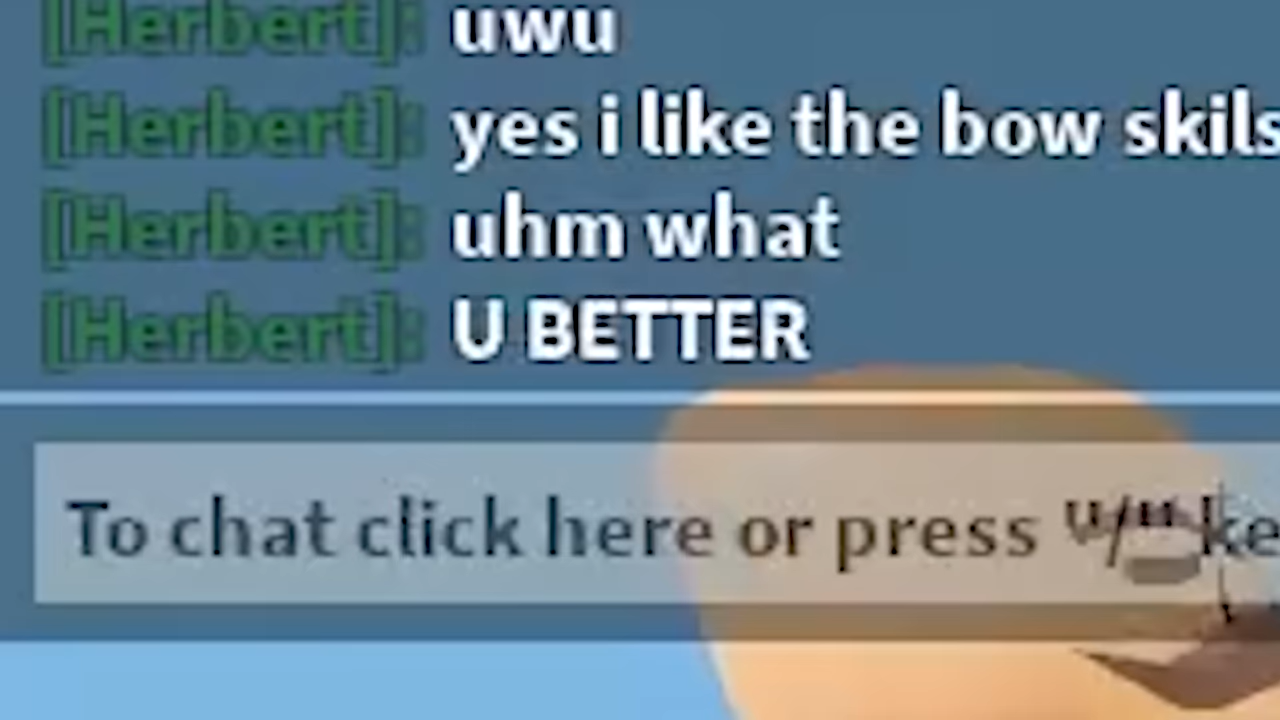 [Herbert]: uwu
[Herbert]: yes i like the bow skils
[Herbert]: uhm what
[Herbert]: U BETTER
To chat click here or press "/" ke